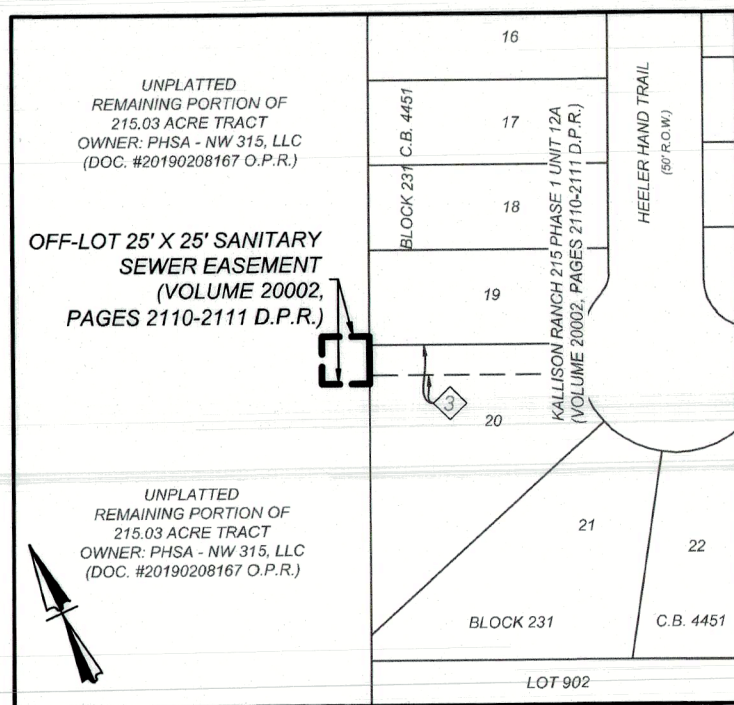 UNPLATTED
REMAINING PORTION OF
215.03 ACRE TRACT
OWNER: PHSA - NW 315, LLC
(DOC. #20190208167 O.P.R.)
OFF-LOT 25' X 25' SANITARY
SEWER EASEMENT
(VOLUME 20002,
PAGES 2110-2111 D.P.R.)
UNPLATTED
REMAINING PORTION OF
215.03 ACRE TRACT
OWNER: PHSA - NW 315, LLC
(DOC. #20190208167 O.P.R.)
16
17
18
19
20
21
22
3
BLOCK 231 C.B. 4451
KALLISON RANCH 215 PHASE 1 UNIT 12A
(VOLUME 20002, PAGES 2110-2111 D.P.R.)
HEELER HAND TRAIL
(50' R.O.W.)
BLOCK 231
C.B. 4451
LOT 902